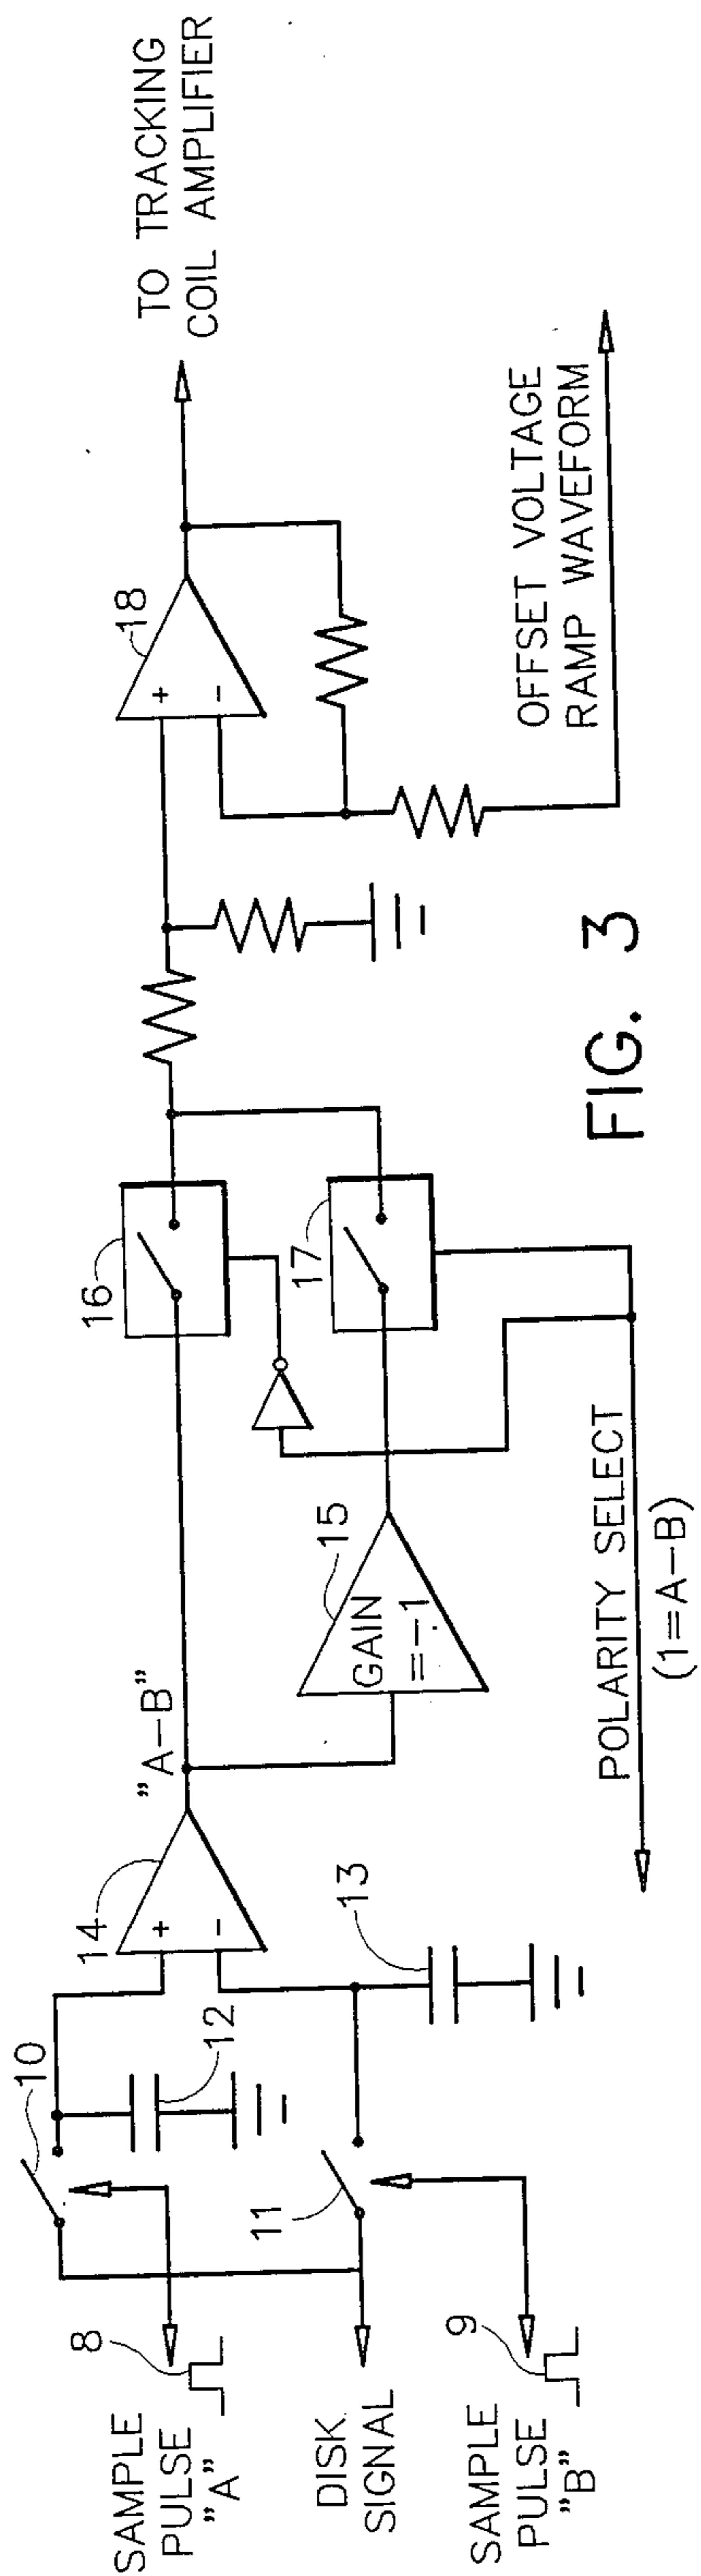 SAMPLE
PULSE
"A"
8
10
12
DISK
SIGNAL
11
SAMPLE
PULSE
"B"
9
13
14
+
−
"A−B"
GAIN
=−1
15
16
17
POLARITY SELECT
(1=A−B)
18
+
−
TO TRACKING
COIL AMPLIFIER
OFFSET VOLTAGE
RAMP WAVEFORM
FIG. 3